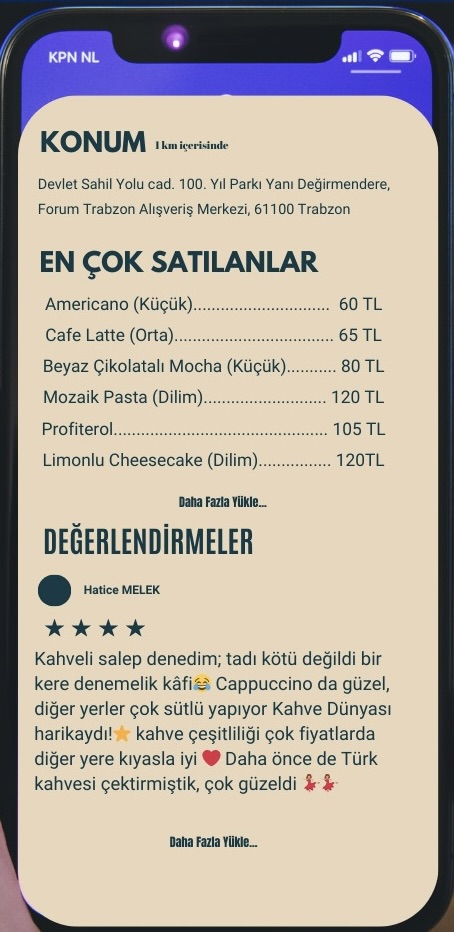 KPN NL
KONUM 1 km içerisinde
Devlet Sahil Yolu cad. 100. Yıl Parkı Yanı Değirmendere,
Forum Trabzon Alışveriş Merkezi, 61100 Trabzon
EN ÇOK SATILANLAR
Americano (Küçük).............................. 60 TL
Cafe Latte (Orta)................................... 65 TL
Beyaz Çikolatalı Mocha (Küçük)........... 80 TL
Mozaik Pasta (Dilim)........................... 120 TL
Profiterol............................................... 105 TL
Limonlu Cheesecake (Dilim)................ 120TL
Daha Fazla Yükle...
DEĞERLENDİRMELER
Hatice MELEK
★ ★ ★ ★
Kahveli salep denedim; tadı kötü değildi bir
kere denemelik kâfi😂 Cappuccino da güzel,
diğer yerler çok sütlü yapıyor Kahve Dünyası
harikaydı!⭐ kahve çeşitliliği çok fiyatlarda
diğer yere kıyasla iyi ❤️ Daha önce de Türk
kahvesi çektirmiştik, çok güzeldi 💃💃
Daha Fazla Yükle...